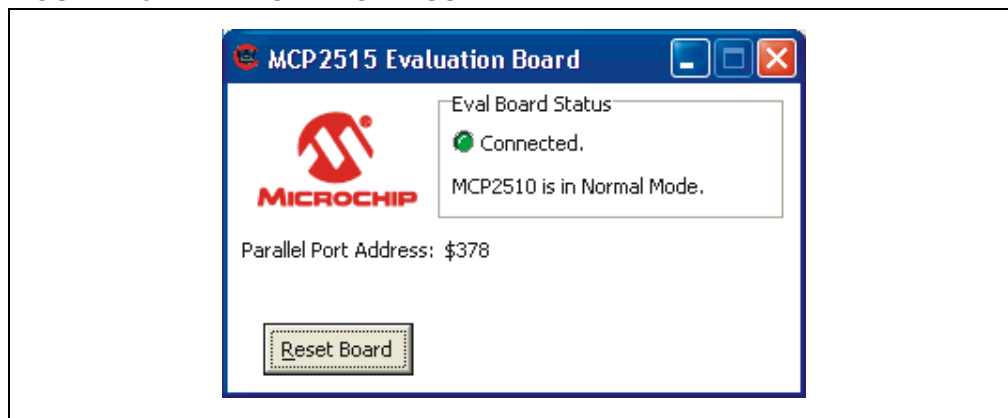 MCP2515 Evaluation Board
Eval Board Status
Connected.
MCP2510 is in Normal Mode.
MICROCHIP
Parallel Port Address: $378
Reset Board